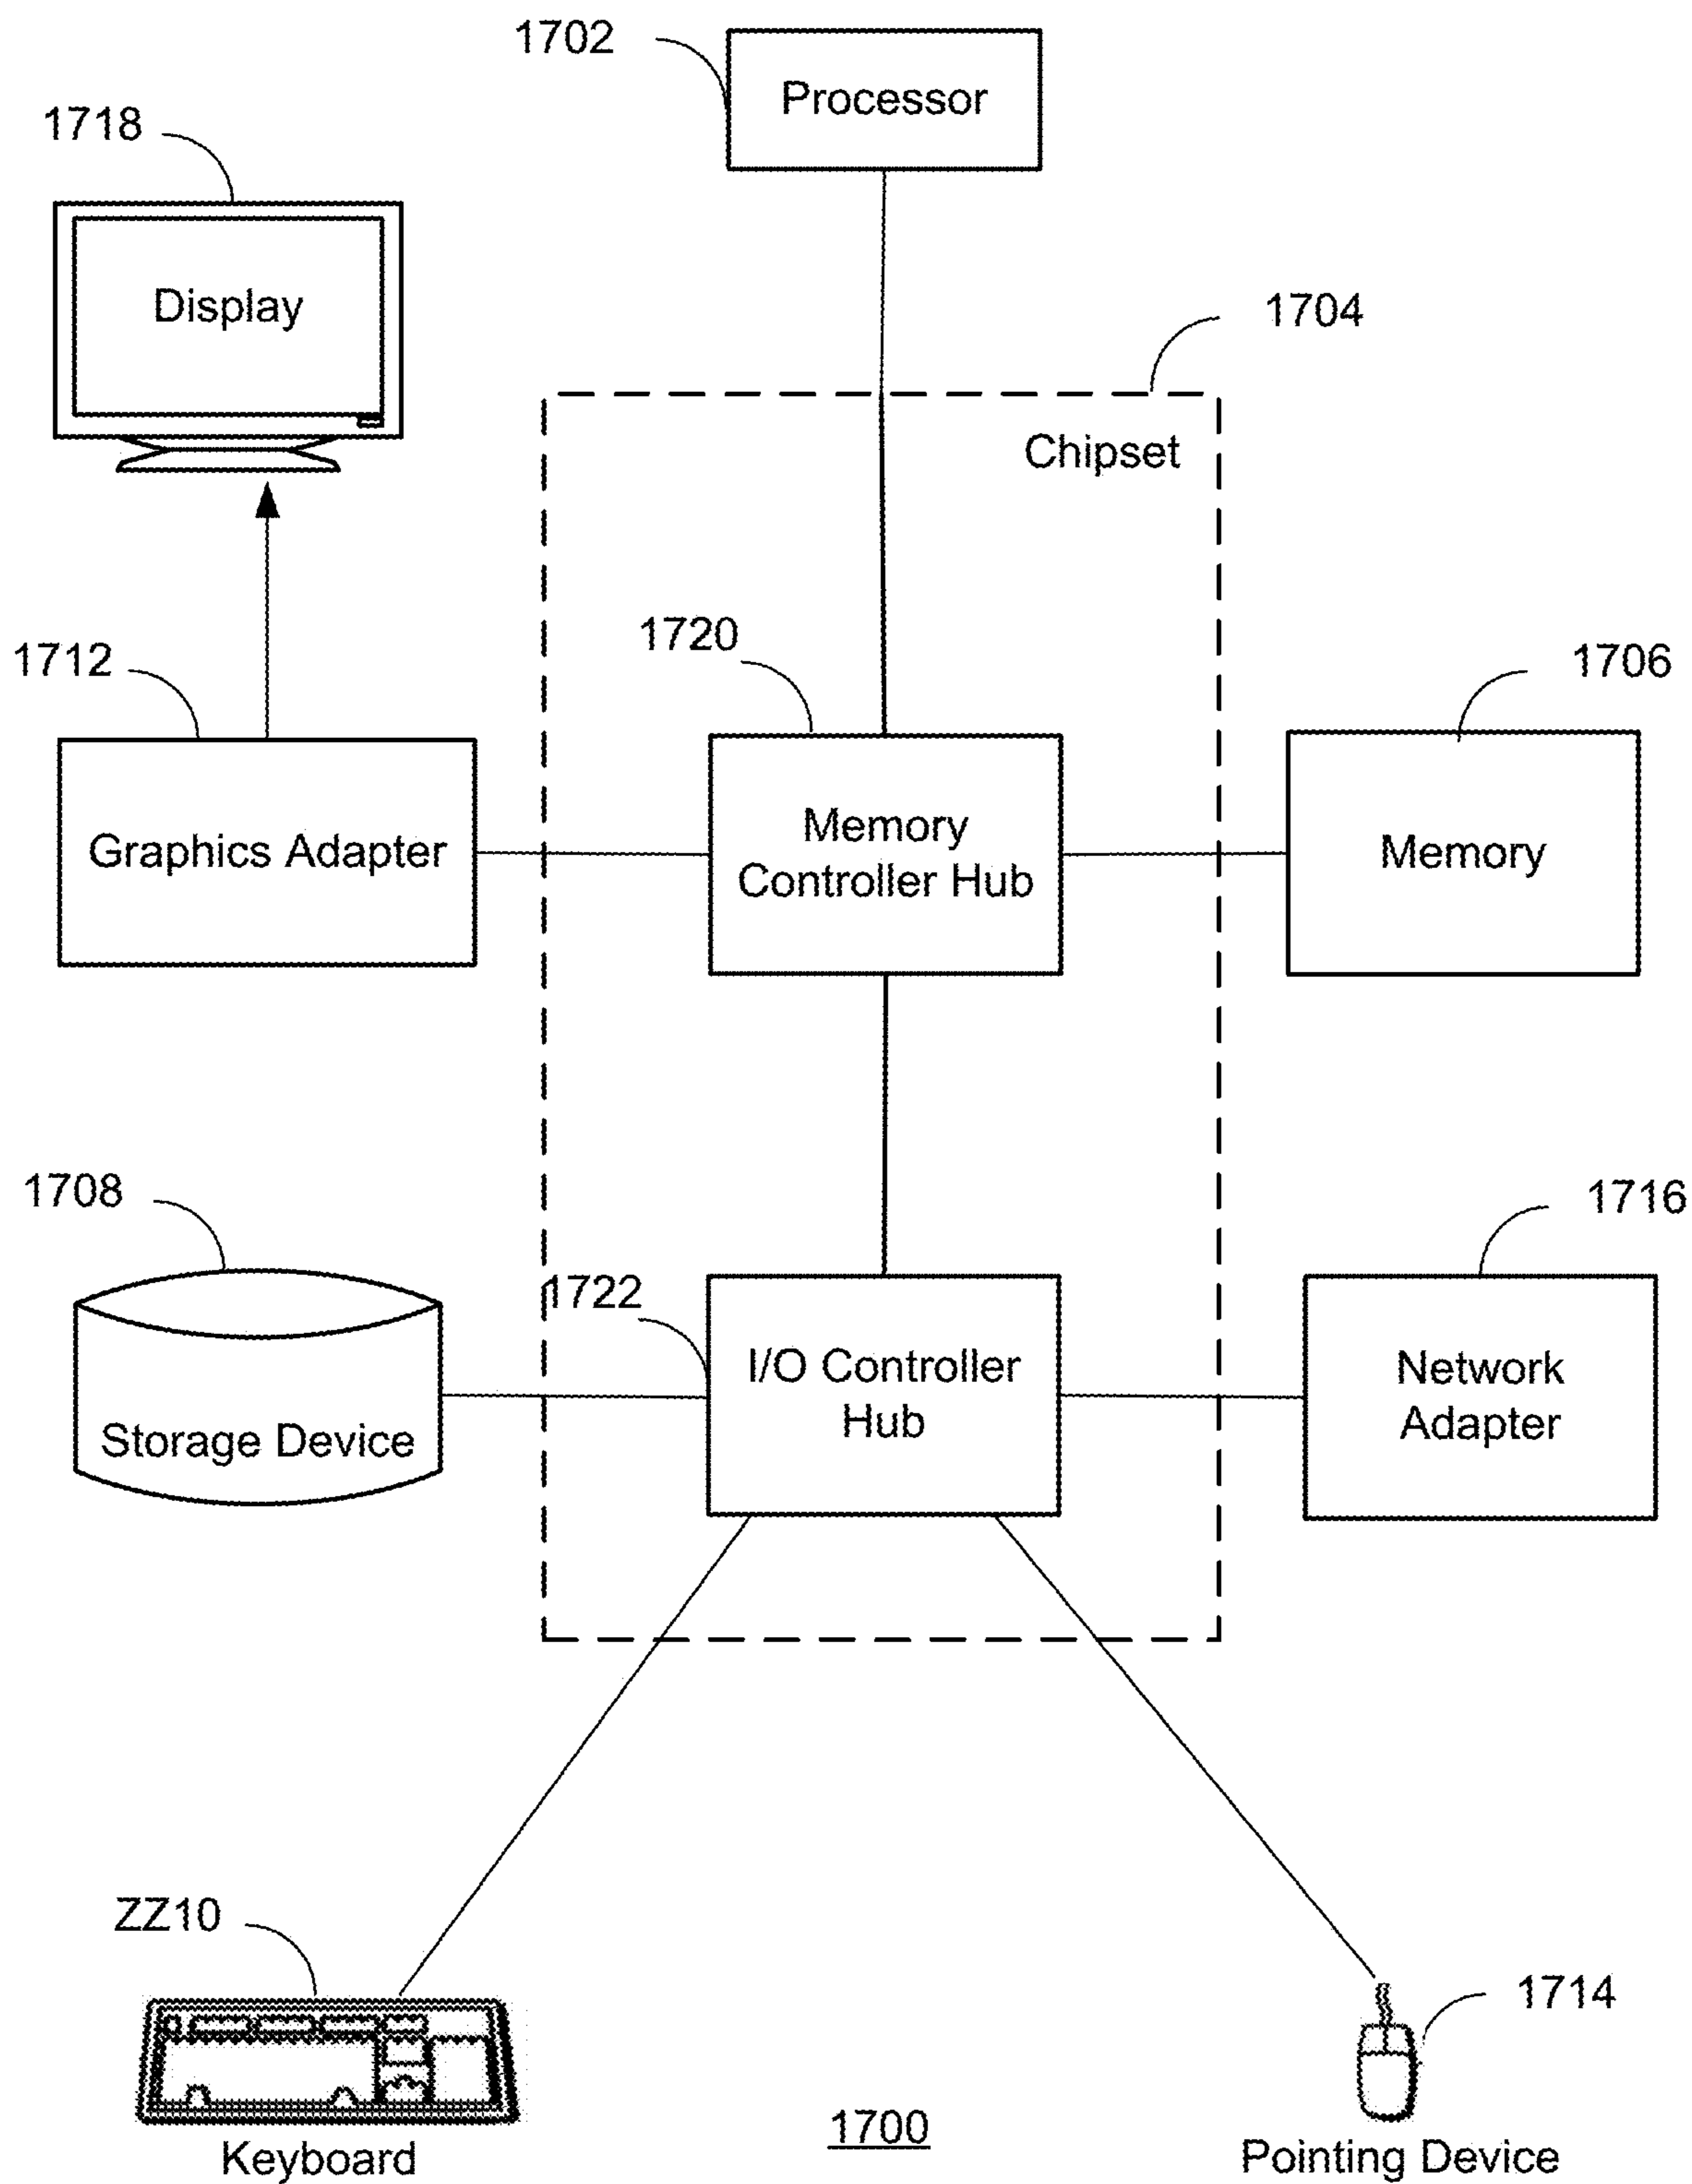 1702
Processor
1718
Display
1704
Chipset
1720
1712
1706
Graphics Adapter
Memory
Controller Hub
Memory
1708
1716
1722
Storage Device
I/O Controller
Hub
Network
Adapter
ZZ10
1714
Keyboard
1700
Pointing Device